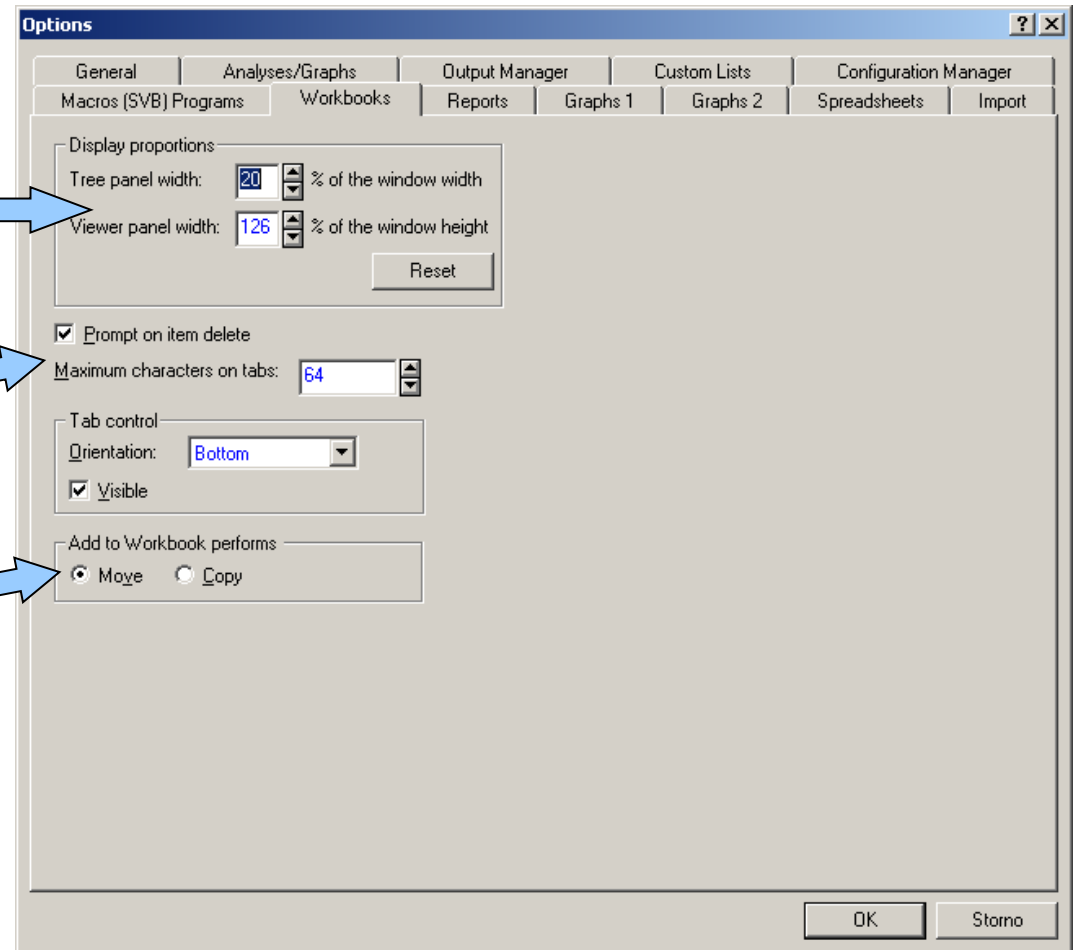 Options
General Analyses/Graphs Output Manager Custom Lists Configuration Manager
Macros (SVB) Programs Workbooks Reports Graphs 1 Graphs 2 Spreadsheets Import
Display proportions
Tree panel width: 20 % of the window width
Viewer panel width: 126 % of the window height
Reset
Prompt on item delete
Maximum characters on tabs: 64
Tab control
Orientation: Bottom
Visible
Add to Workbook performs
Move Copy
OK Storno